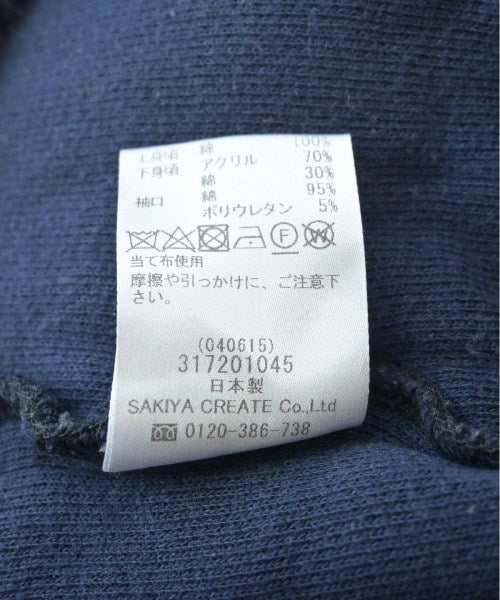 上身頃 綿 100%
下身頃 アクリル 70%
綿 30%
袖口 綿 95%
ポリウレタン 5%
当て布使用
摩擦や引っかけに、ご注意下
さい。
(040615)
317201045
日本製
SAKIYA CREATE Co.,Ltd
0120-386-738